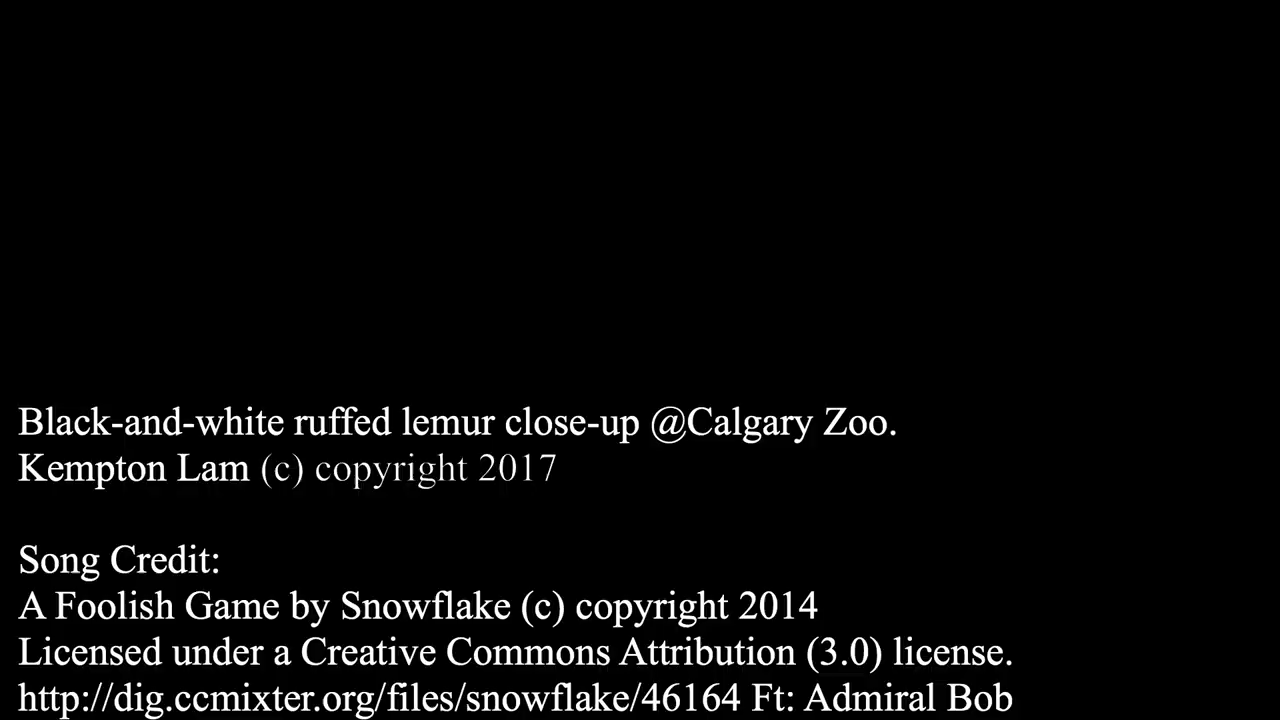 Black-and-white ruffed lemur close-up @Calgary Zoo.
Kempton Lam (c) copyright 2017
Song Credit:
A Foolish Game by Snowflake (c) copyright 2014
Licensed under a Creative Commons Attribution (3.0) license.
http://dig.ccmixter.org/files/snowflake/46164 Ft: Admiral Bob